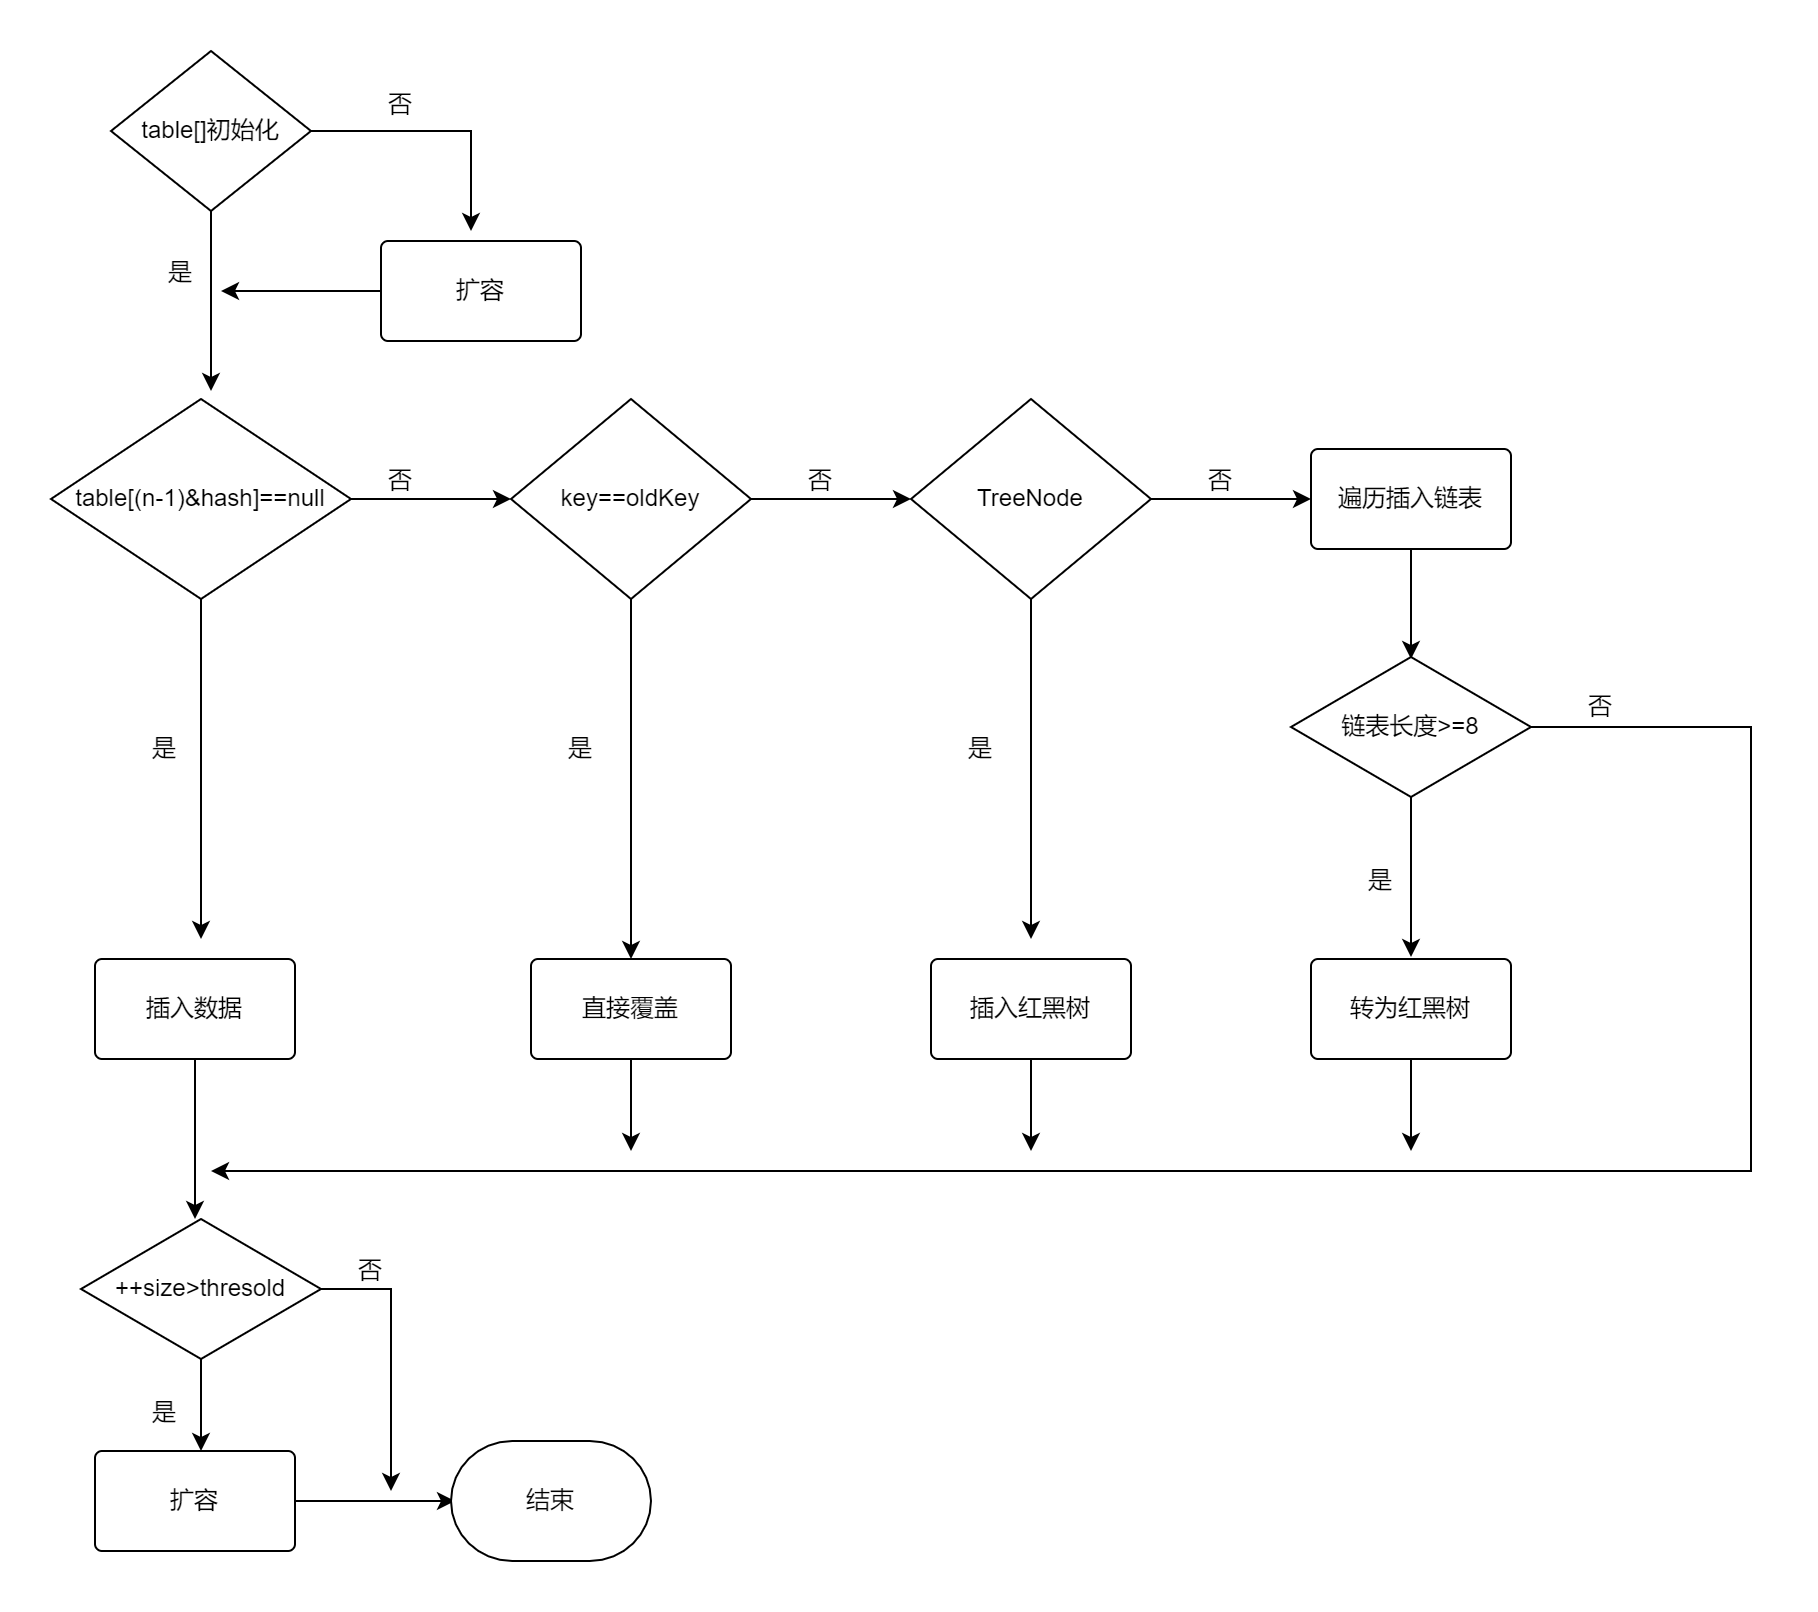 否
table[]初始化
是
扩容
否
否
否
table[(n-1)&hash]==null
key==oldKey
TreeNode
遍历插入链表
否
链表长度>=8
是
是
是
是
插入数据
直接覆盖
插入红黑树
转为红黑树
否
++size>thresold
是
扩容
结束